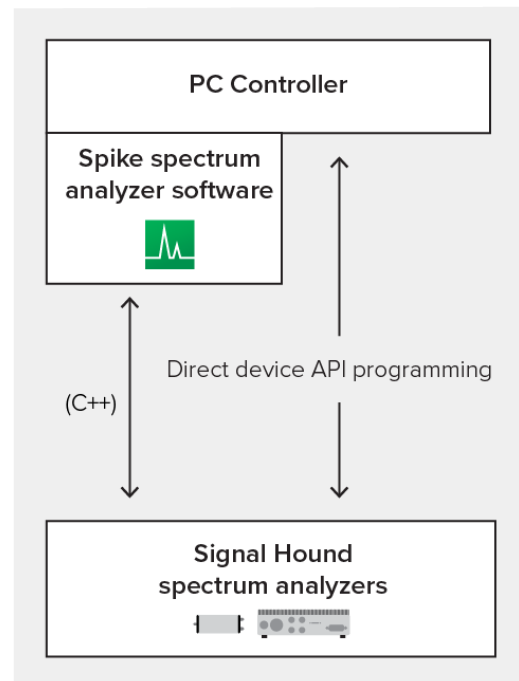 PC Controller
Spike spectrum
analyzer software
Direct device API programming
(C++)
Signal Hound
spectrum analyzers